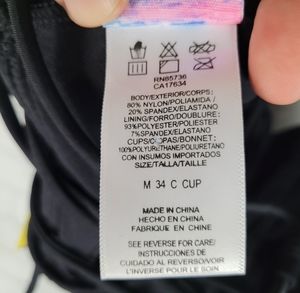 RN85736
CA17634
BODY/EXTERIOR/CORPS:
80% NYLON/POLIAMIDA/
20% SPANDEX/ELASTANO
LINING/FORRO/DOUBLURE:
93%POLYESTER/POLIESTER
7%SPANDEX/ELASTANO
CUPS/COPAS/BONNET:
100%POLYURETHANE/POLIURETANO
CON INSUMOS IMPORTADOS
SIZE/TALLA/TAILLE
M 34 C CUP
MADE IN CHINA
HECHO EN CHINA
FABRIQUE EN CHINE
SEE REVERSE FOR CARE/
INSTRUCCIONES DE
CUIDADO AL REVERSO/VOIR
L'INVERSE POUR LE LAVAGE